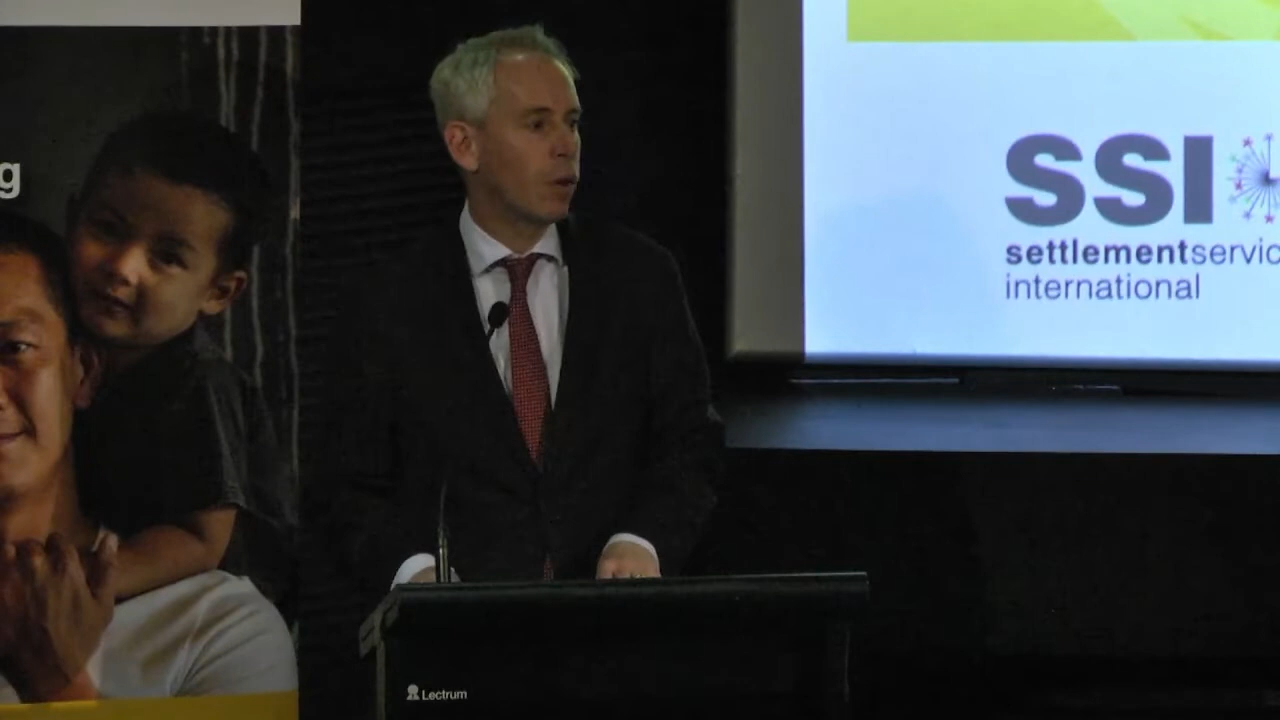 g
SSI
settlementservic
international
Lectrum